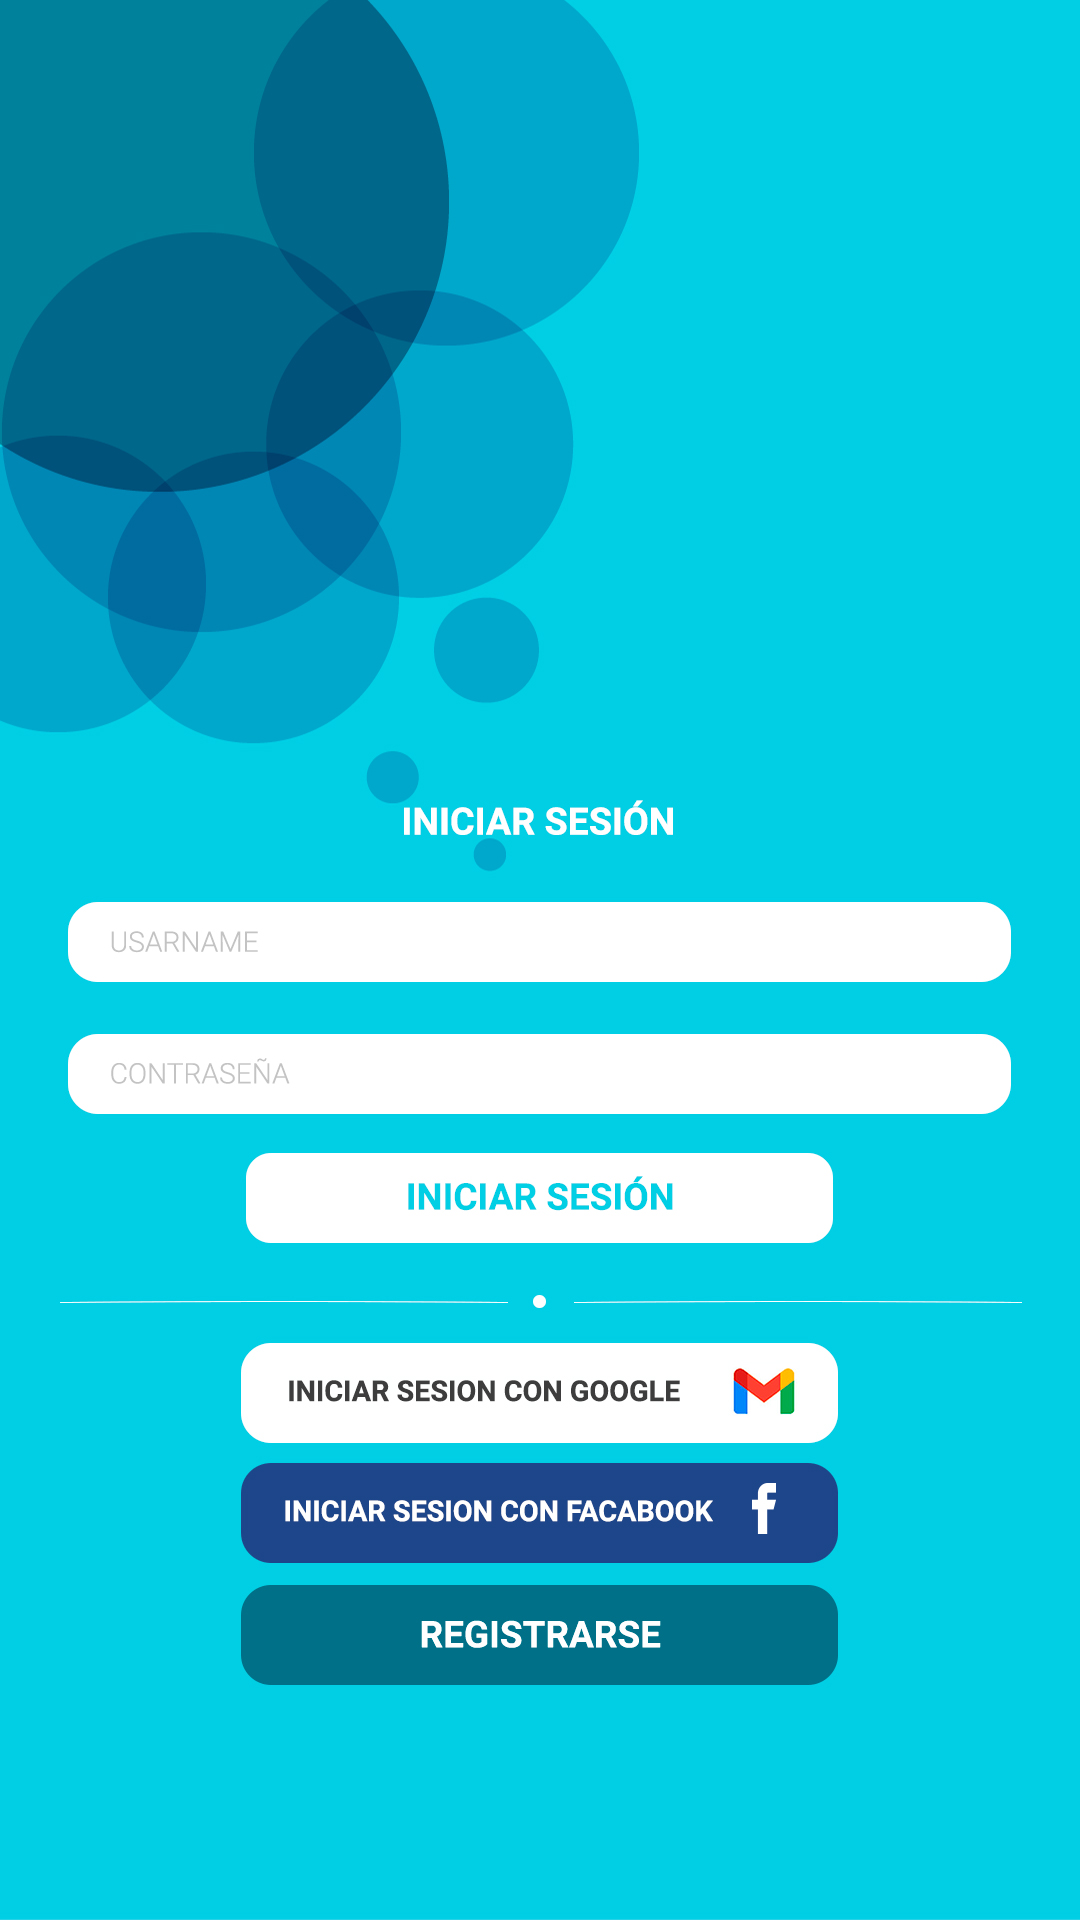 INICIAR SESIÓN
USARNAME
CONTRASEÑA
INICIAR SESIÓN
INICIAR SESION CON GOOGLE
INICIAR SESION CON FACABOOK
REGISTRARSE